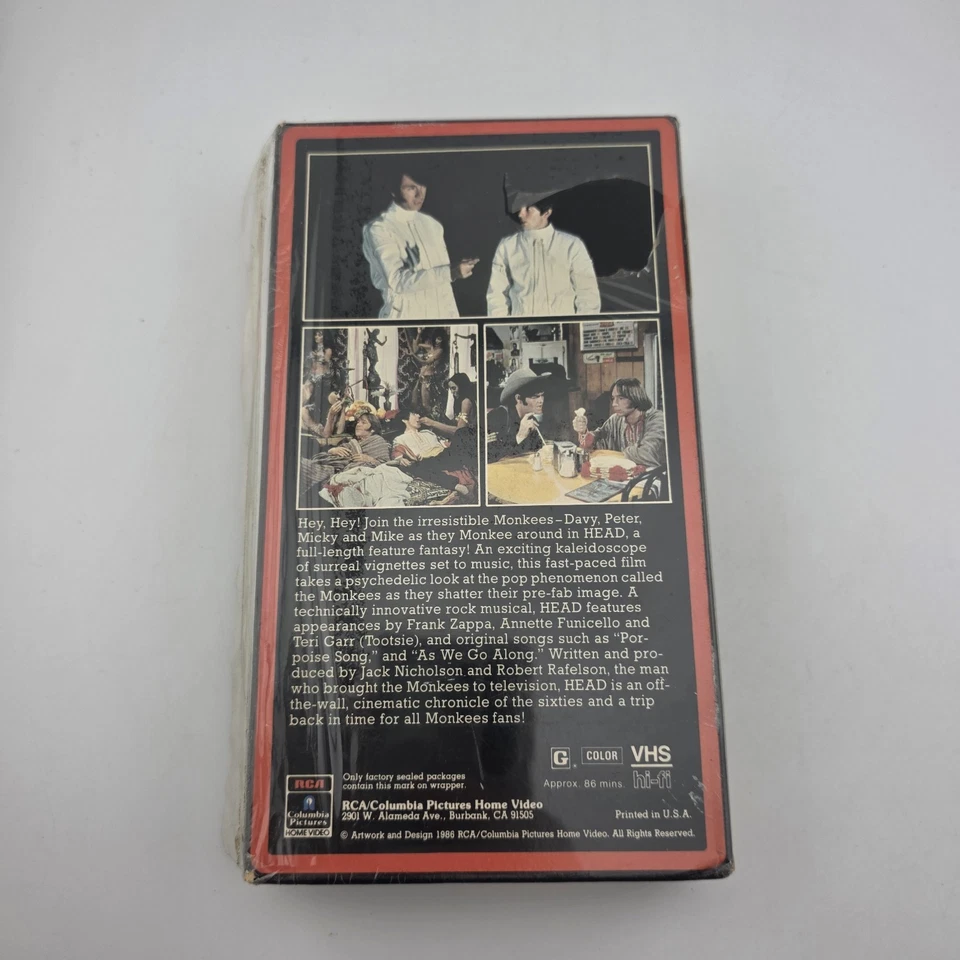 Hey, Hey! Join the irresistible Monkees–Davy, Peter,
Micky and Mike as they Monkee around in HEAD, a
full-length feature fantasy! An exciting kaleidoscope
of surreal vignettes set to music, this fast-paced film
takes a psychedelic look at the pop phenomenon called
the Monkees as they shatter their pre-fab image. A
technically innovative rock musical, HEAD features
appearances by Frank Zappa, Annette Funicello and
Teri Garr (Tootsie), and original songs such as “Por-
poise Song,” and “As We Go Along.” Written and pro-
duced by Jack Nicholson and Robert Rafelson, the man
who brought the Monkees to television, HEAD is an off-
the-wall, cinematic chronicle of the sixties and a trip
back in time for all Monkees fans!
G COLOR VHS
Approx. 86 mins. hi-fi
RCA
Columbia
Pictures
HOME VIDEO
Only factory sealed packages
contain this mark on wrapper.
RCA/Columbia Pictures Home Video
2901 W. Alameda Ave., Burbank, CA 91505
Printed in U.S.A.
© Artwork and Design 1986 RCA/Columbia Pictures Home Video. All Rights Reserved.